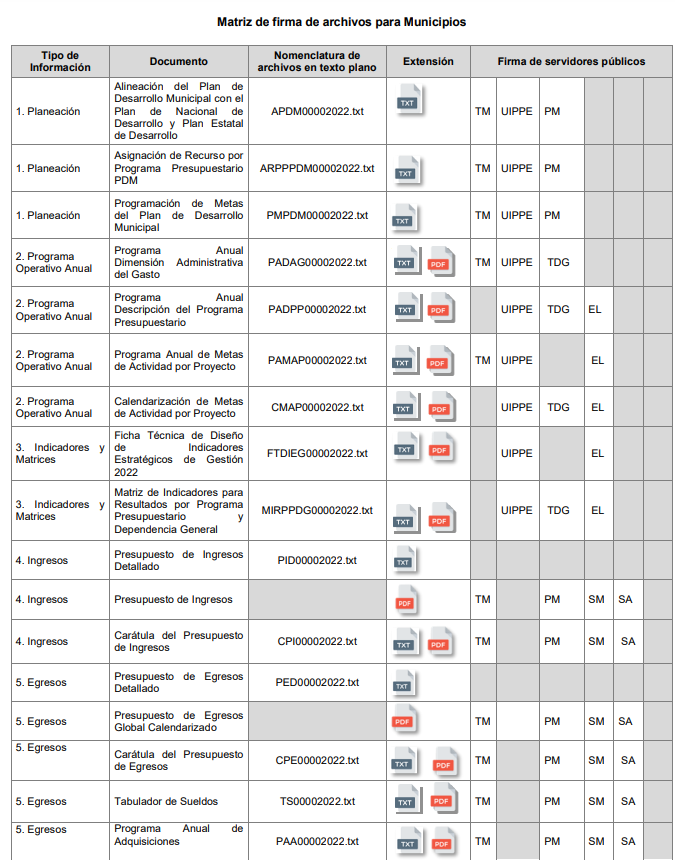 Matriz de firma de archivos para Municipios
Tipo de Información Documento Nomenclatura de archivos en texto plano Extensión Firma de servidores públicos
1. Planeación Alineación del Plan de Desarrollo Municipal con el Plan de Nacional de Desarrollo y Plan Estatal de Desarrollo APDM00002022.txt TXT TM UIPPE PM
1. Planeación Asignación de Recurso por Programa Presupuestario PDM ARPPPDM00002022.txt TXT TM UIPPE PM
1. Planeación Programación de Metas del Plan de Desarrollo Municipal PMPDM00002022.txt TXT TM UIPPE PM
2. Programa Operativo Anual Programa Anual Dimensión Administrativa del Gasto PADAG00002022.txt TXT PDF TM UIPPE TDG
2. Programa Operativo Anual Programa Anual Descripción del Programa Presupuestario PADPP00002022.txt TXT PDF UIPPE TDG EL
2. Programa Operativo Anual Programa Anual de Metas de Actividad por Proyecto PAMAP00002022.txt TXT PDF TM UIPPE EL
2. Programa Operativo Anual Calendarización de Metas de Actividad por Proyecto CMAP00002022.txt TXT PDF UIPPE TDG EL
3. Indicadores y Matrices Ficha Técnica de Diseño de Indicadores Estratégicos de Gestión 2022 FTDIEG00002022.txt TXT PDF UIPPE EL
3. Indicadores y Matrices Matriz de Indicadores para Resultados por Programa Presupuestario y Dependencia General MIRPPDG00002022.txt TXT PDF UIPPE TDG EL
4. Ingresos Presupuesto de Ingresos Detallado PID00002022.txt TXT
4. Ingresos Presupuesto de Ingresos PDF TM PM SM SA
4. Ingresos Carátula del Presupuesto de Ingresos CPI00002022.txt TXT PDF TM PM SM SA
5. Egresos Presupuesto de Egresos Detallado PED00002022.txt TXT
5. Egresos Presupuesto de Egresos Global Calendarizado PDF TM PM SM SA
5. Egresos Carátula del Presupuesto de Egresos CPE00002022.txt TXT PDF TM PM SM SA
5. Egresos Tabulador de Sueldos TS00002022.txt TXT PDF TM PM SM SA
5. Egresos Programa Anual de Adquisiciones PAA00002022.txt TXT PDF TM PM SM SA